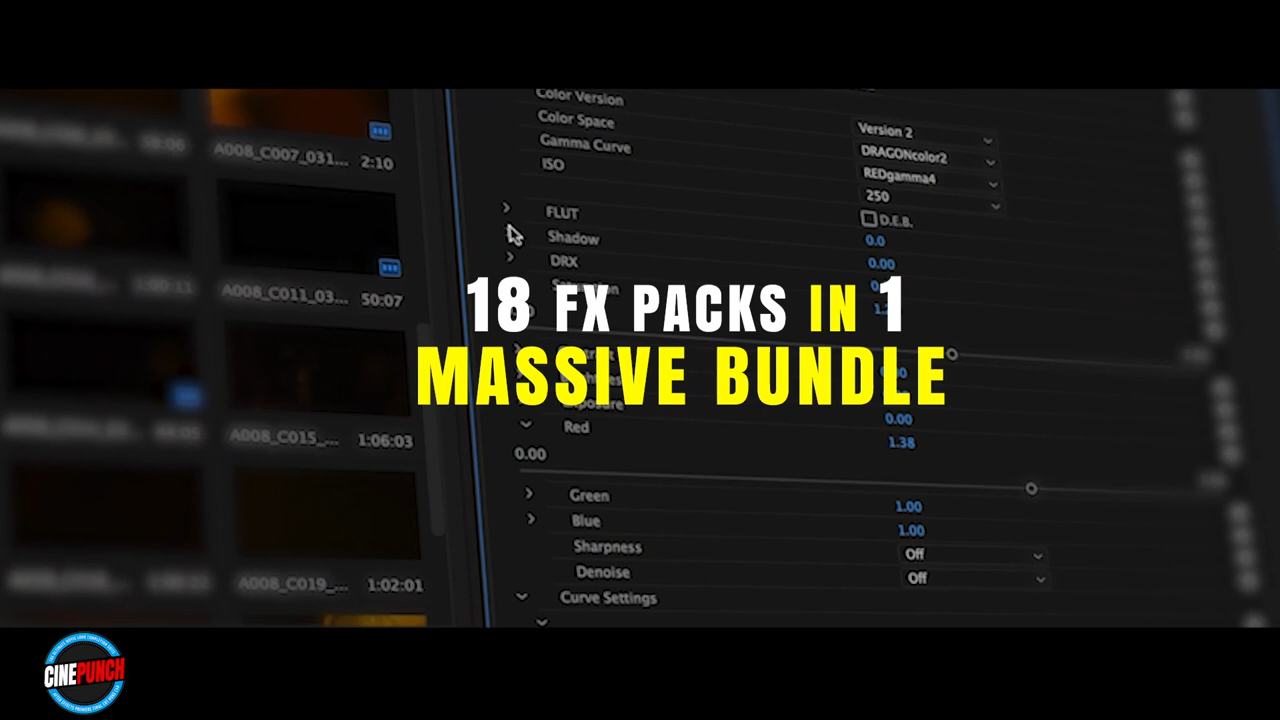 18 FX PACKS IN 1
MASSIVE BUNDLE
Color Version
Color Space
Gamma Curve
ISO
Version 2
DRAGONcolor2
REDgamma4
250
FLUT
D.E.B.
Shadow
0.0
DRX
0.00
Exposure
0.00
Red
1.38
0.00
Green
1.00
Blue
1.00
Sharpness
Off
Denoise
Off
Curve Settings
A008_C007_031... 2:10
A008_C011_03... 50:07
A008_C015_... 1:06:03
A008_C019_... 1:02:01
CINEPUNCH